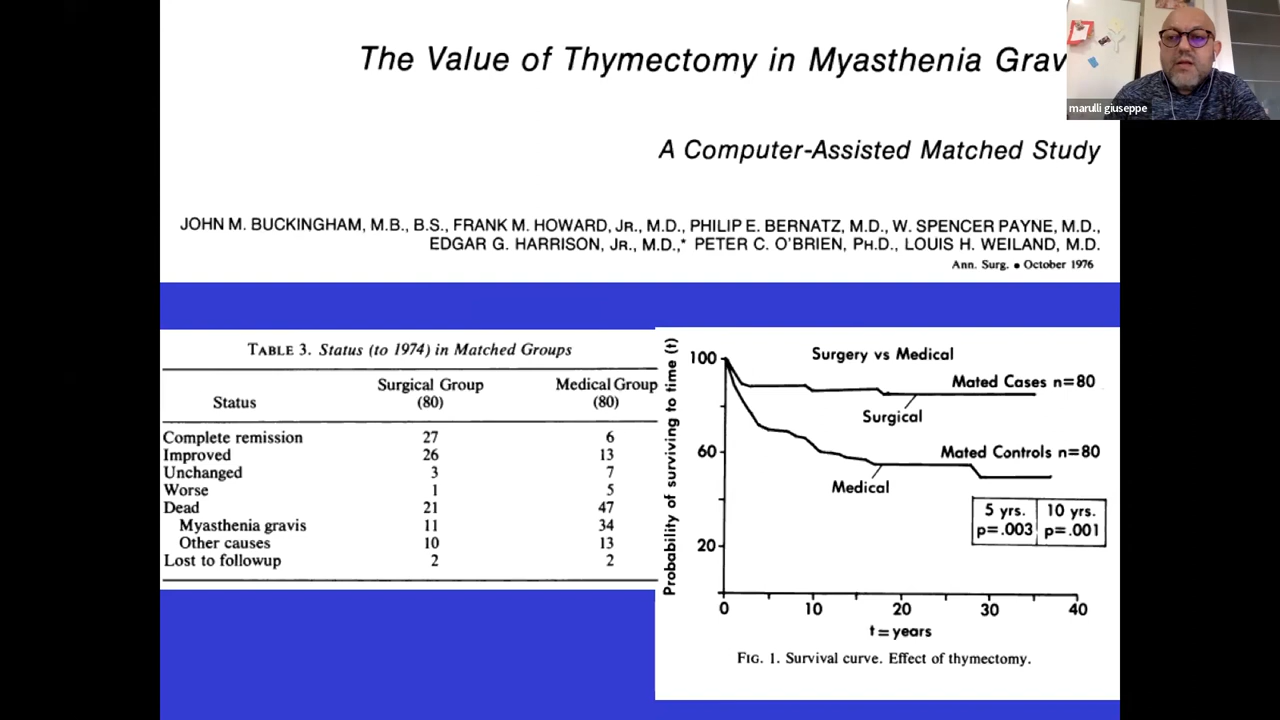 The Value of Thymectomy in Myasthenia Grav
marulli giuseppe
A Computer-Assisted Matched Study
JOHN M. BUCKINGHAM, M.B., B.S., FRANK M. HOWARD, JR., M.D., PHILIP E. BERNATZ, M.D., W. SPENCER PAYNE, M.D.,
EDGAR G. HARRISON, JR., M.D.,* PETER C. O'BRIEN, PH.D., LOUIS H. WEILAND, M.D.
Ann. Surg. • October 1976
TABLE 3. Status (to 1974) in Matched Groups
Status Surgical Group (80) Medical Group (80)
Complete remission 27 6
Improved 26 13
Unchanged 3 7
Worse 1 5
Dead 21 47
Myasthenia gravis 11 34
Other causes 10 13
Lost to followup 2 2
Probability of surviving to time (t)
100
60
20
Surgery vs Medical
Mated Cases n=80
Surgical
Mated Controls n=80
Medical
5 yrs. 10 yrs.
p=.003 p=.001
0 10 20 30 40
t=years
FIG. 1. Survival curve. Effect of thymectomy.